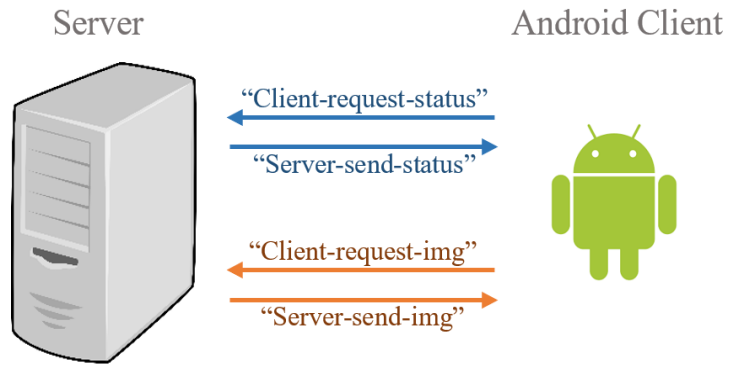 Server
Android Client
“Client-request-status”
“Server-send-status”
“Client-request-img”
“Server-send-img”